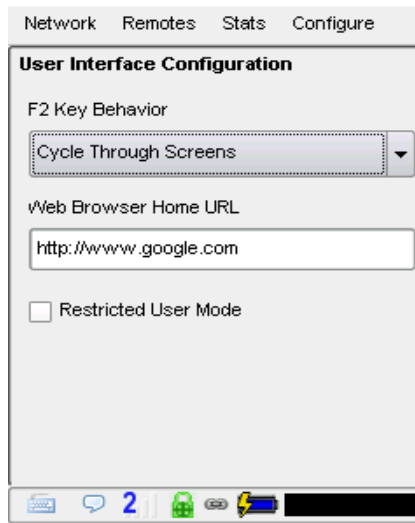 Network Remotes Stats Configure
User Interface Configuration
F2 Key Behavior
Cycle Through Screens
Web Browser Home URL
http://www.google.com
Restricted User Mode
2